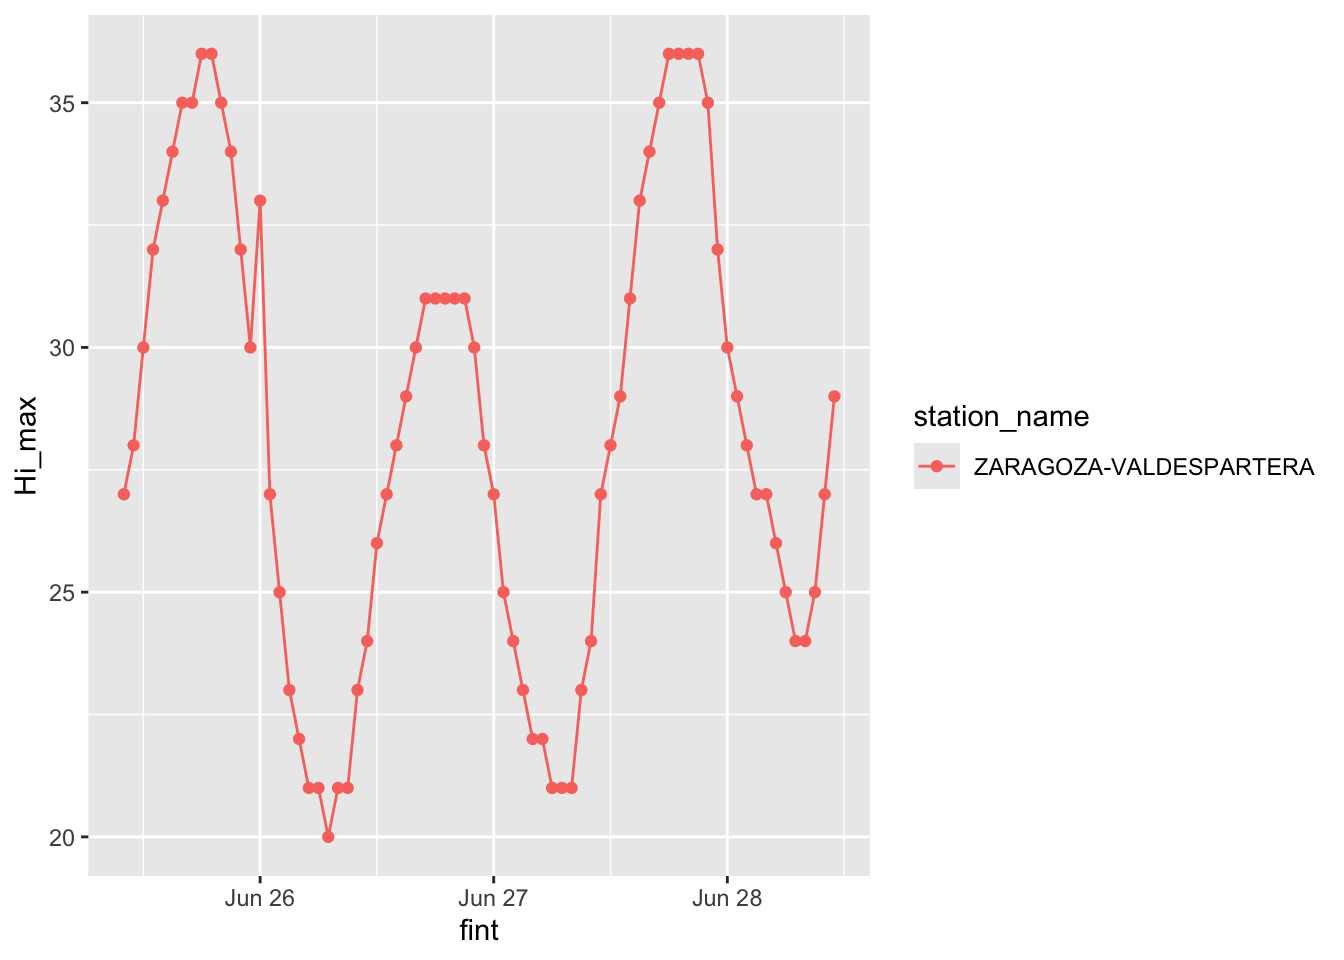 Hi_max
35
30
25
20
Jun 26
Jun 27
Jun 28
fint
station_name
ZARAGOZA-VALDESPARTERA